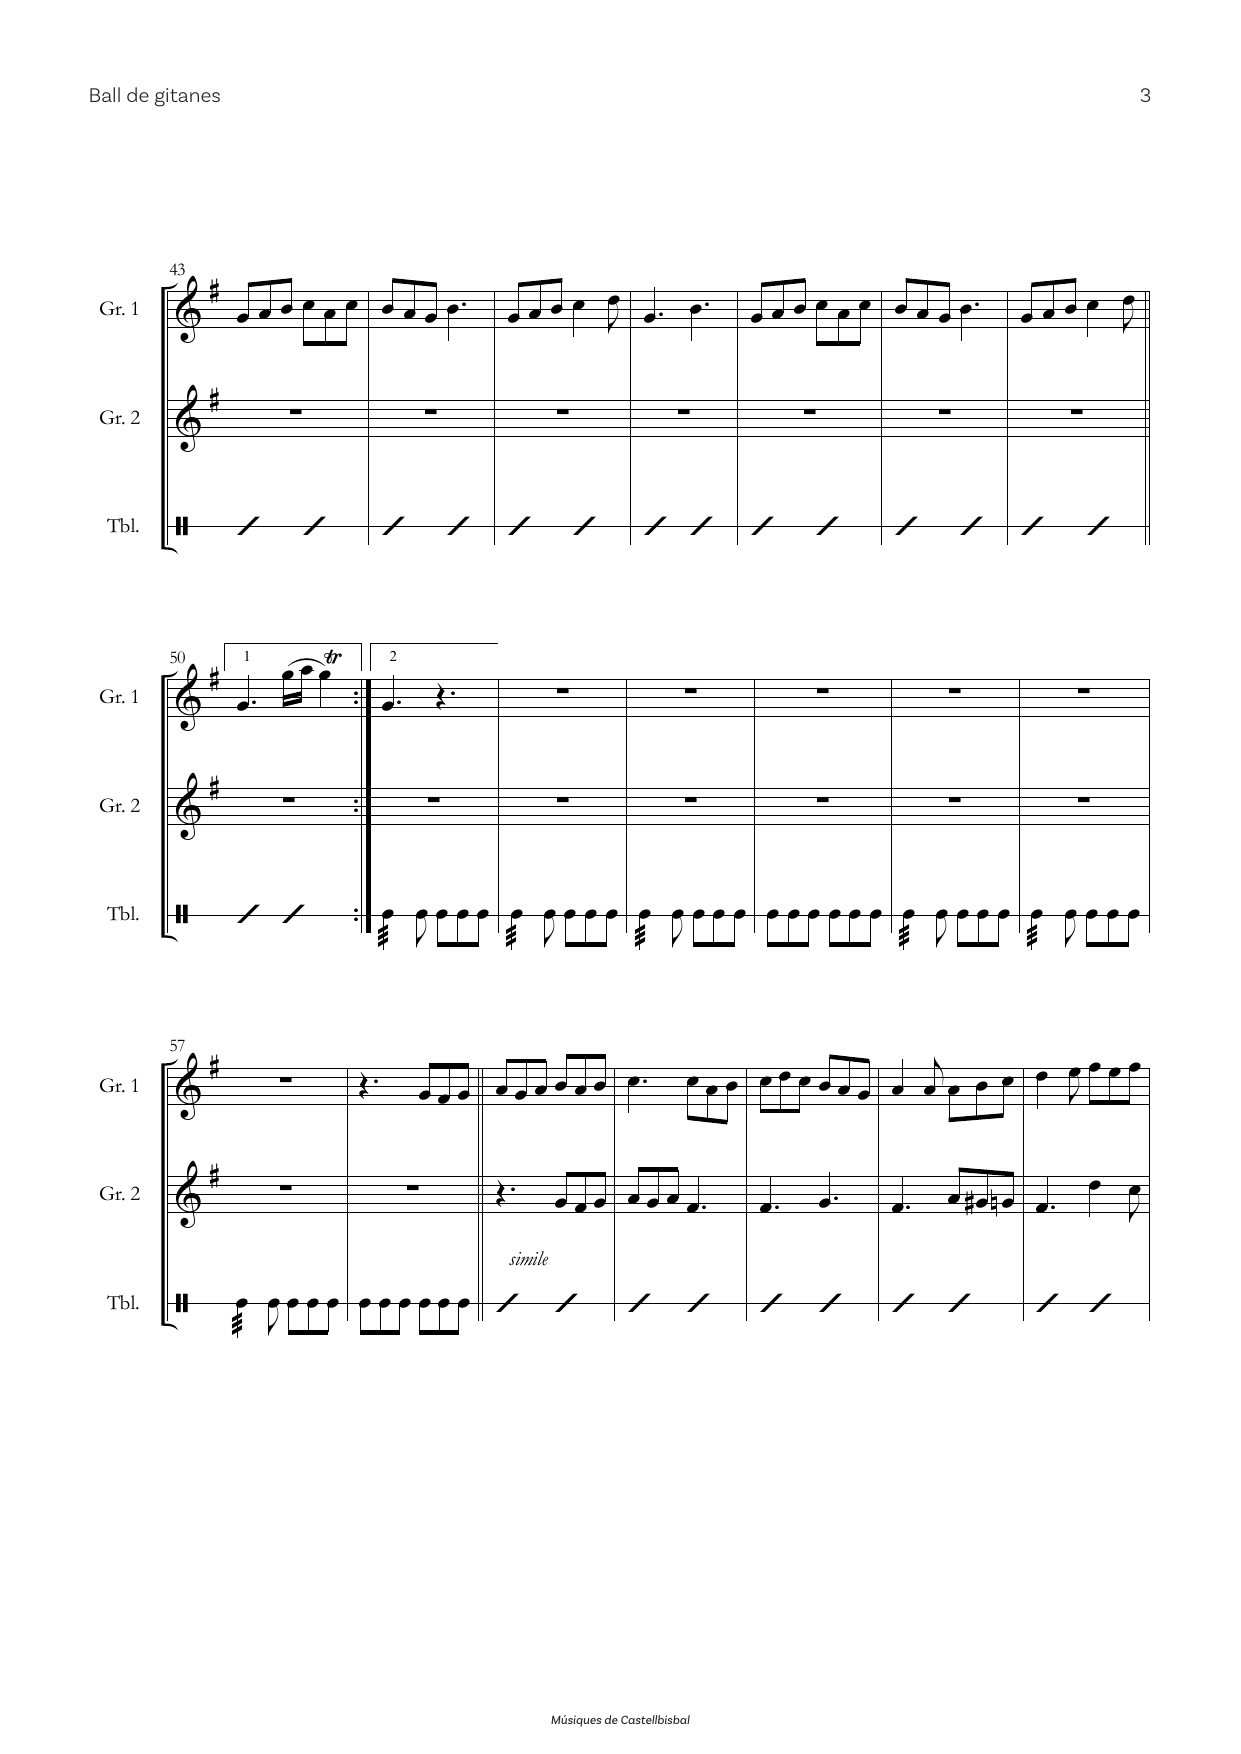 Ball de gitanes 3
43
Gr. 1
Gr. 2
Tbl.
50 1 tr 2
Gr. 1
Gr. 2
Tbl.
57
Gr. 1
Gr. 2
simile
Tbl.
Músiques de Castellbisbal